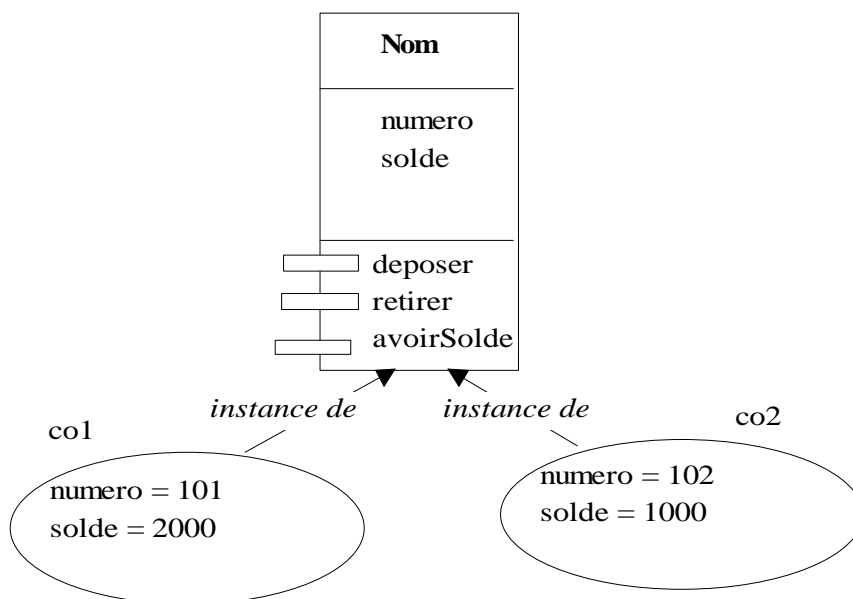 Nom
numero
solde
deposer
retirer
avoirSolde
instance de
instance de
co1
co2
numero = 101
solde = 2000
numero = 102
solde = 1000